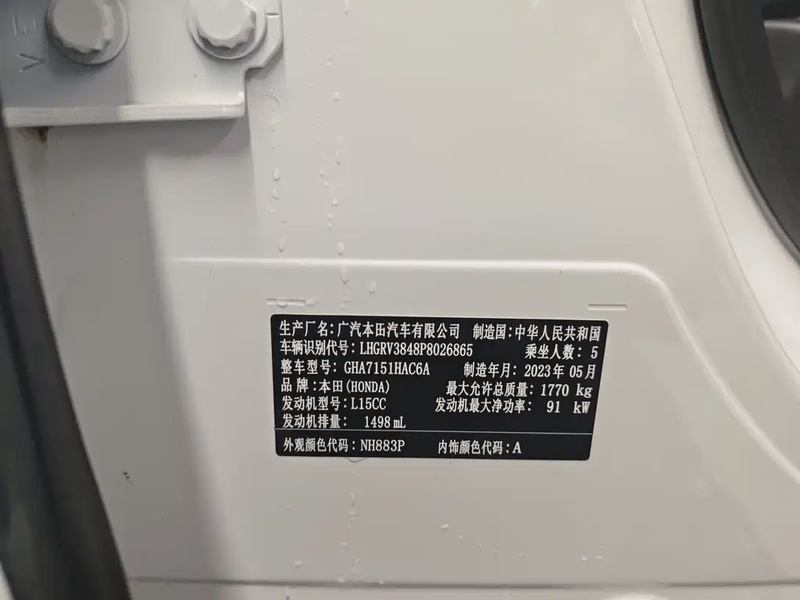 VE
生产厂名:广汽本田汽车有限公司 制造国:中华人民共和国
车辆识别代号:LHGRV3848P8026865 乘坐人数:5
整车型号:GHA7151HAC6A 制造年月:2023年05月
品牌:本田(HONDA) 最大允许总质量:1770 kg
发动机型号:L15CC 发动机最大净功率:91 kW
发动机排量:1498 mL
外观颜色代码:NH883P 内饰颜色代码:A